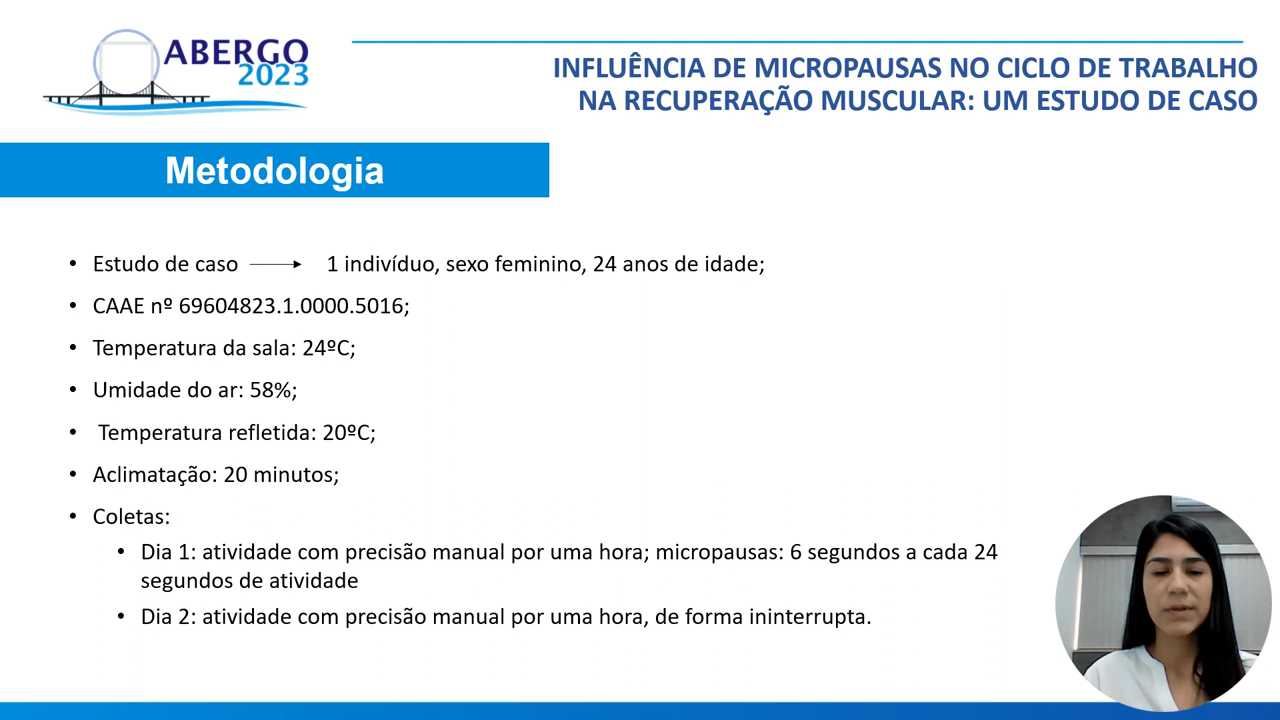 ABERGO
2023
INFLUÊNCIA DE MICROPAUSAS NO CICLO DE TRABALHO
NA RECUPERAÇÃO MUSCULAR: UM ESTUDO DE CASO
Metodologia
• Estudo de caso → 1 indivíduo, sexo feminino, 24 anos de idade;
• CAAE nº 69604823.1.0000.5016;
• Temperatura da sala: 24ºC;
• Umidade do ar: 58%;
• Temperatura refletida: 20ºC;
• Aclimatação: 20 minutos;
• Coletas:
• Dia 1: atividade com precisão manual por uma hora; micropausas: 6 segundos a cada 24
segundos de atividade
• Dia 2: atividade com precisão manual por uma hora, de forma ininterrupta.